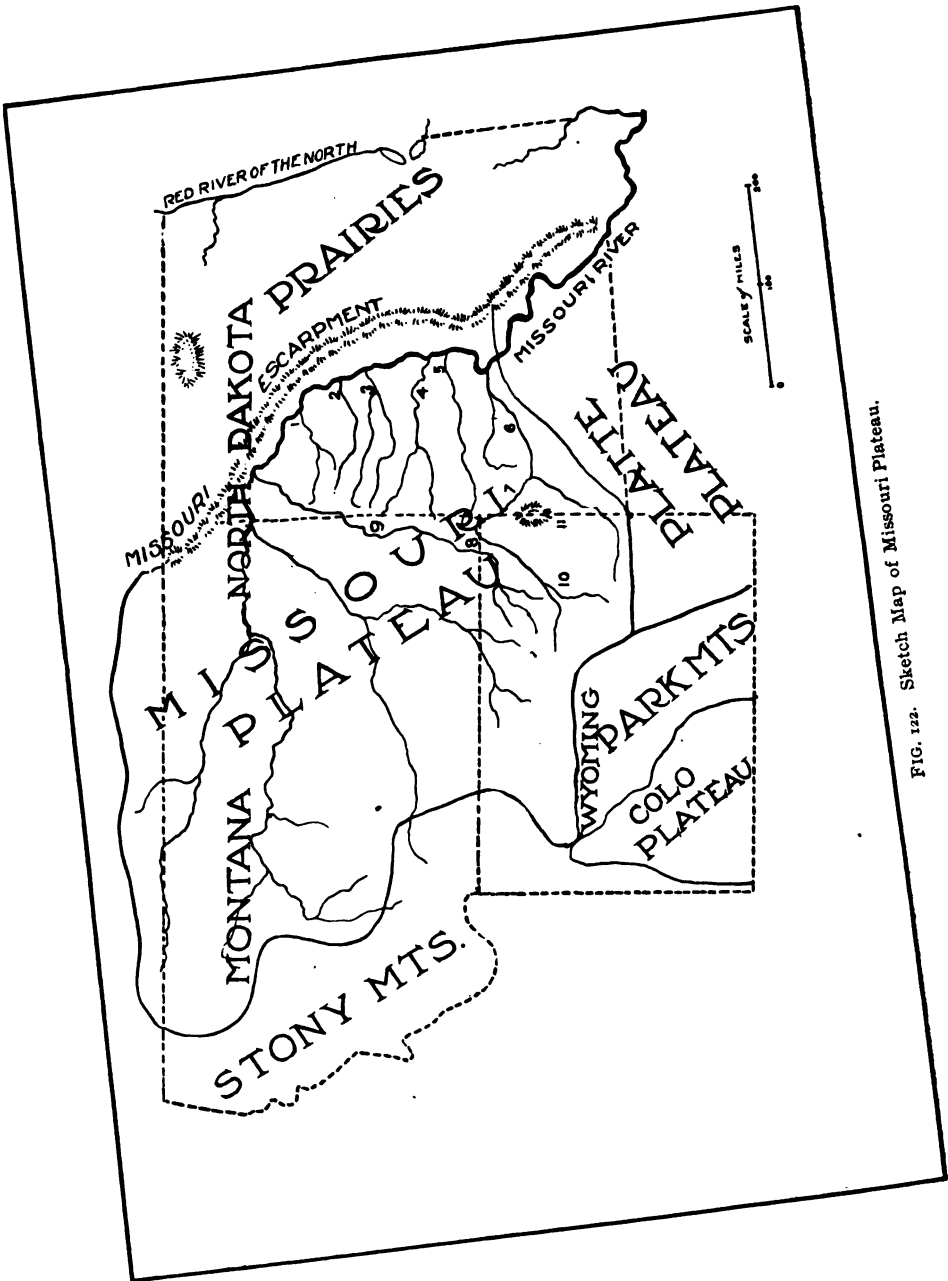 RED RIVER OF THE NORTH
PRAIRIES
ESCARPMENT
MISSOURI
NORTH DAKOTA
MISSOURI RIVER
SCALE of MILES
0
100
200
1
2
3
4
5
6
7
8
9
10
11
MISSOURI
PLATEAU
PLATTE
PLATEAU
MONTANA
WYOMING
PARK MTS
COLO
PLATEAU
STONY MTS.
FIG. 122. Sketch Map of Missouri Plateau.